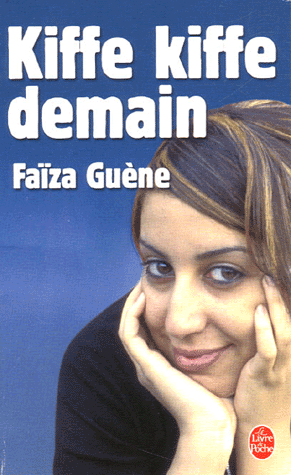 Kiffe kiffe
demain
Faïza Guène
Le
Livre
de
Poche